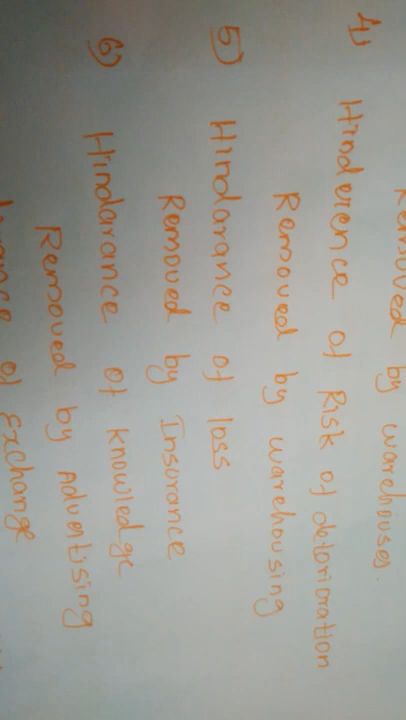 Removed by warehouses.
4) Hinderence of Risk of detorioration
Removed by warehousing
5) Hindarance of loss
Removed by Insurance
6) Hindarance of knowledge
Removed by Advertising
of Exchange